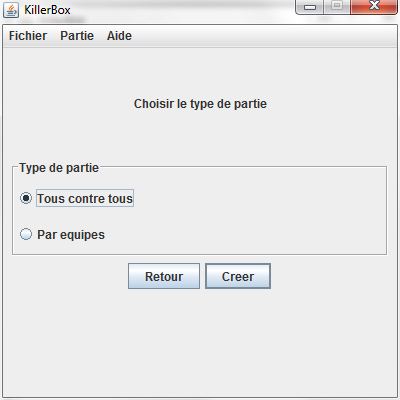 KillerBox
Fichier Partie Aide
Choisir le type de partie
Type de partie
Tous contre tous
Par equipes
Retour Creer